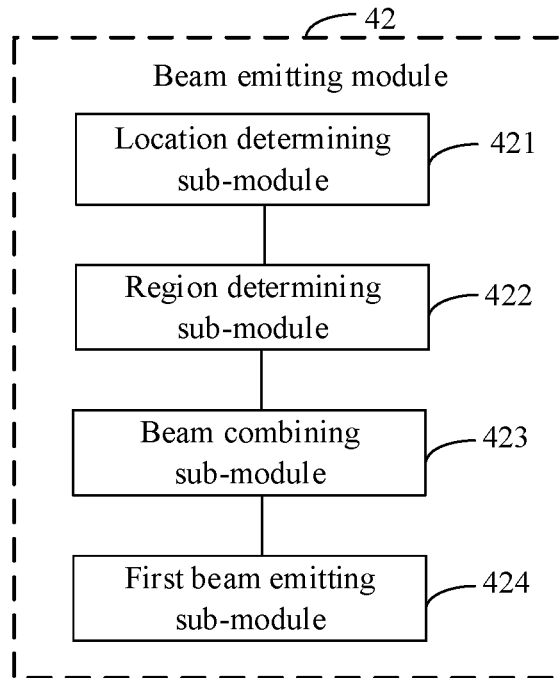 42
Beam emitting module
Location determining
sub-module
421
Region determining
sub-module
422
Beam combining
sub-module
423
First beam emitting
sub-module
424